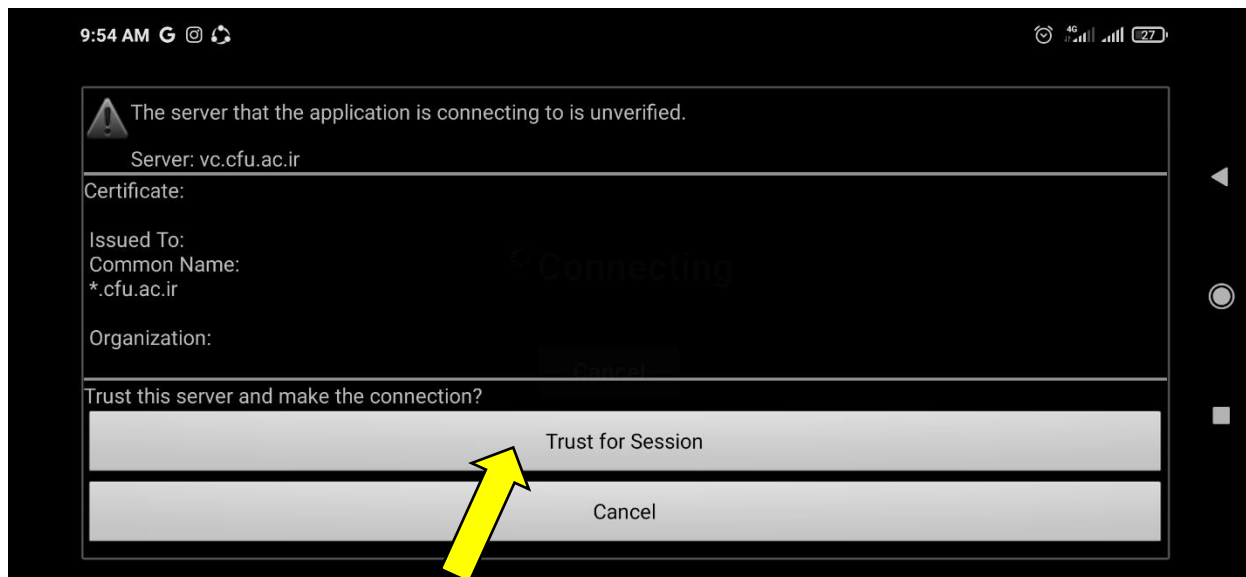 9:54 AM G
4G
27
The server that the application is connecting to is unverified.
Server: vc.cfu.ac.ir
Certificate:
Issued To:
Common Name:
*.cfu.ac.ir
Connecting
Organization:
Cancel
Trust this server and make the connection?
Trust for Session
Cancel